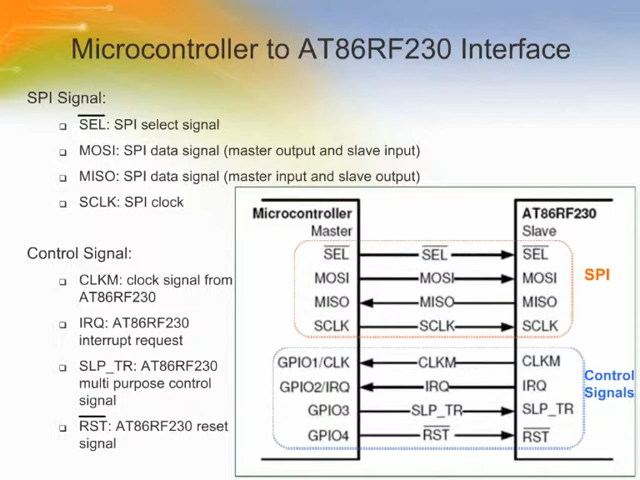 Microcontroller to AT86RF230 Interface
SPI Signal:
SEL: SPI select signal
MOSI: SPI data signal (master output and slave input)
MISO: SPI data signal (master input and slave output)
SCLK: SPI clock
Control Signal:
CLKM: clock signal from
AT86RF230
IRQ: AT86RF230
interrupt request
SLP_TR: AT86RF230
multi purpose control
signal
RST: AT86RF230 reset
signal
Microcontroller AT86RF230
Master Slave
SEL SEL SEL
MOSI MOSI MOSI
MISO MISO MISO
SCLK SCLK SCLK
SPI
GPIO1/CLK CLKM CLKM
GPIO2/IRQ IRQ IRQ
GPIO3 SLP_TR SLP_TR
GPIO4 RST RST
Control
Signals